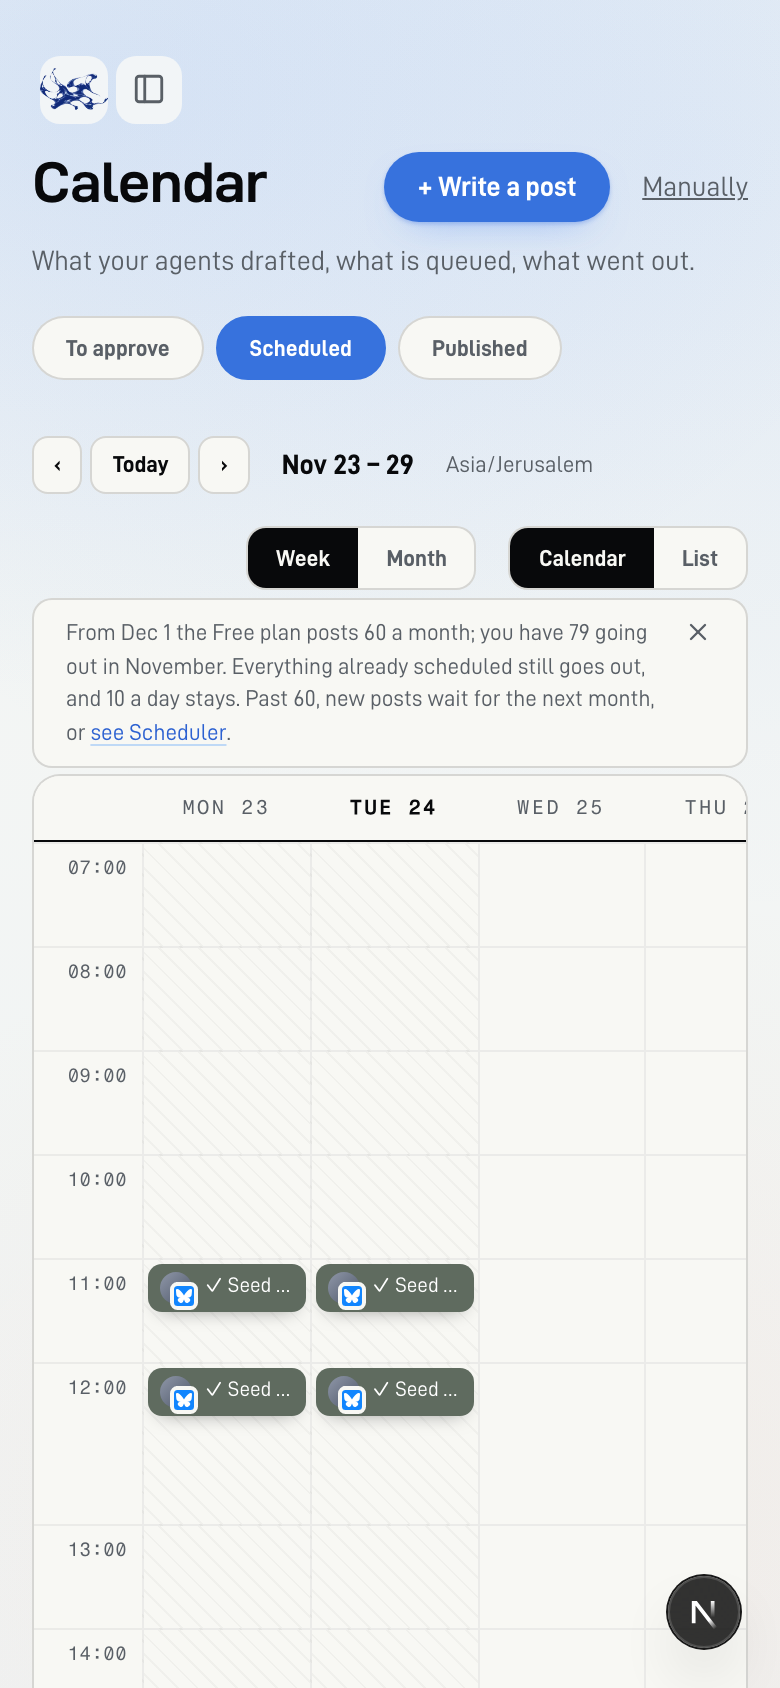 Calendar
+ Write a post
Manually
What your agents drafted, what is queued, what went out.
To approve
Scheduled
Published
‹
Today
›
Nov 23 – 29
Asia/Jerusalem
Week
Month
Calendar
List
From Dec 1 the Free plan posts 60 a month; you have 79 going
out in November. Everything already scheduled still goes out,
and 10 a day stays. Past 60, new posts wait for the next month,
or see Scheduler.
MON 23
TUE 24
WED 25
THU
07:00
08:00
09:00
10:00
11:00
✓ Seed ...
✓ Seed ...
12:00
✓ Seed ...
✓ Seed ...
13:00
N
14:00